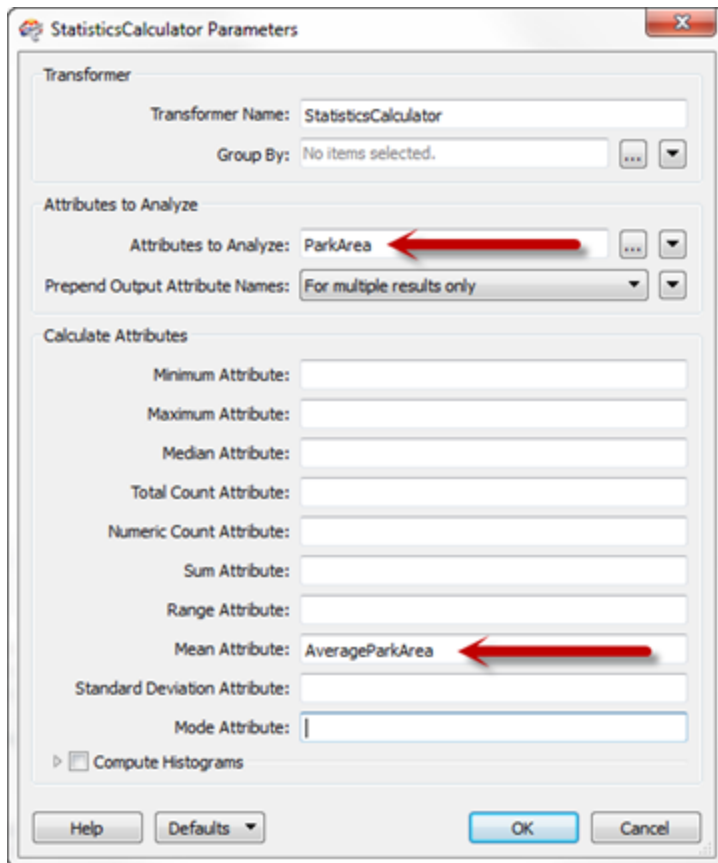 StatisticsCalculator Parameters
Transformer
Transformer Name: StatisticsCalculator
Group By: No items selected.
Attributes to Analyze
Attributes to Analyze: ParkArea
Prepend Output Attribute Names: For multiple results only
Calculate Attributes
Minimum Attribute:
Maximum Attribute:
Median Attribute:
Total Count Attribute:
Numeric Count Attribute:
Sum Attribute:
Range Attribute:
Mean Attribute: AverageParkArea
Standard Deviation Attribute:
Mode Attribute:
Compute Histograms
Help Defaults OK Cancel